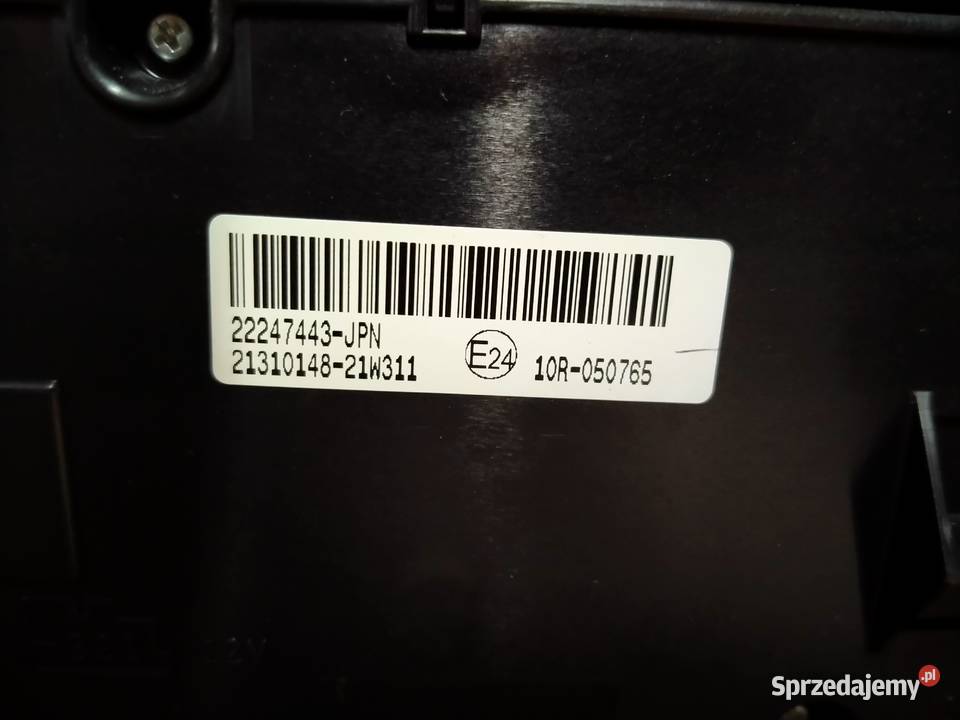 22247443-JPN
21310148-21W311
E24
10R-050765
Sprzedajemy.pl